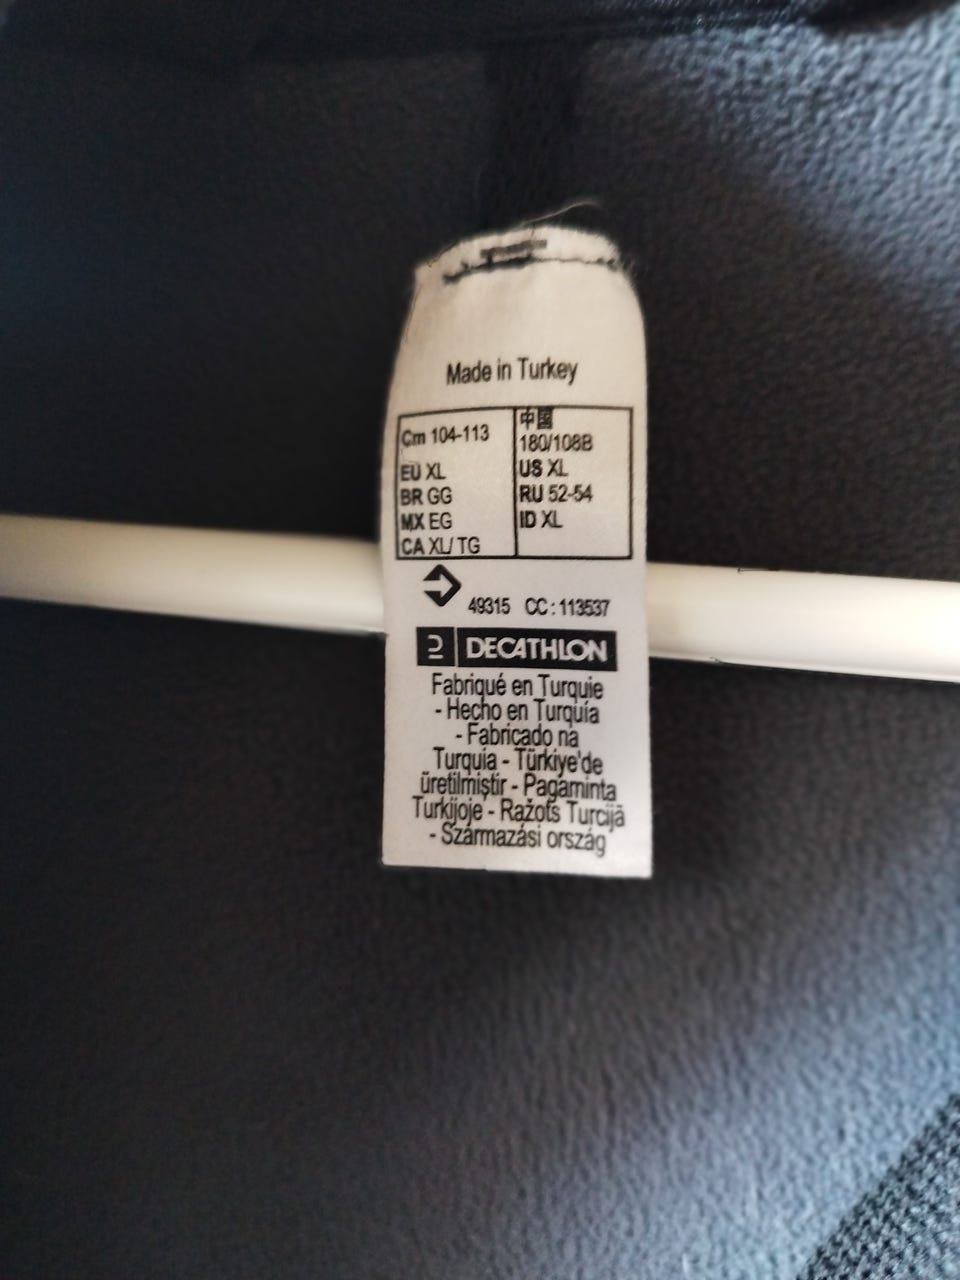 Made in Turkey
Cm 104-113
EU XL
BR GG
MX EG
CA XL/ TG
中国
180/108B
US XL
RU 52-54
ID XL
49315 CC : 113537
DECATHLON
Fabriqué en Turquie
- Hecho en Turquía
- Fabricado na
Turquia - Türkiye'de
üretilmiştir - Pagaminta
Turkijoje - Ražots Turcijā
- Származási ország